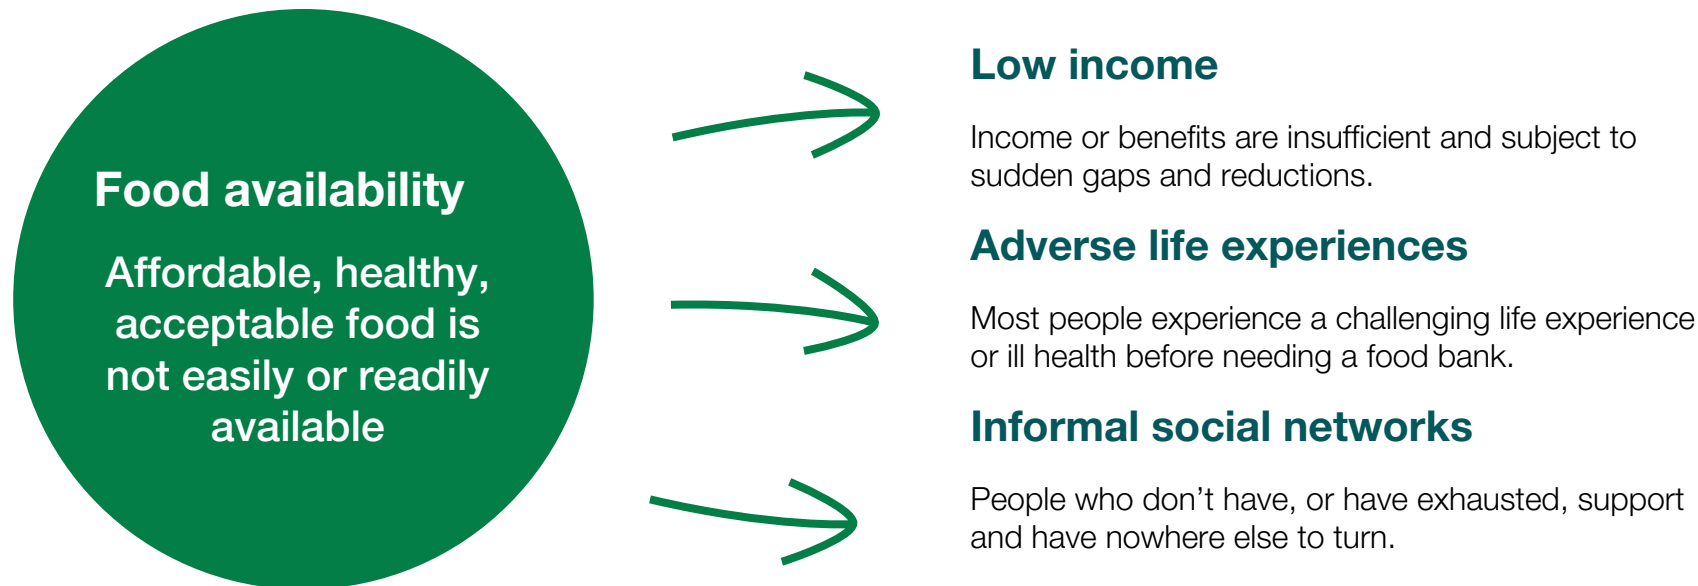 Food availability
Affordable, healthy,
acceptable food is
not easily or readily
available
Low income
Income or benefits are insufficient and subject to
sudden gaps and reductions.
Adverse life experiences
Most people experience a challenging life experience
or ill health before needing a food bank.
Informal social networks
People who don’t have, or have exhausted, support
and have nowhere else to turn.